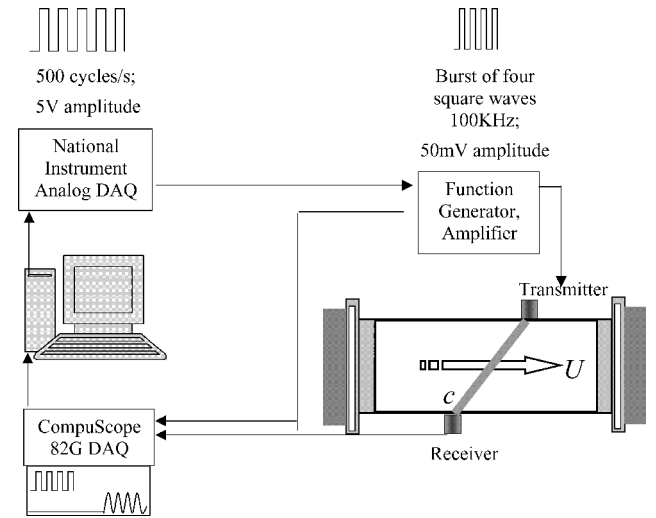 500 cycles/s;
5V amplitude
National
Instrument
Analog DAQ
Burst of four
square waves
100KHz;
50mV amplitude
Function
Generator,
Amplifier
Transmitter
U
c
Receiver
CompuScope
82G DAQ